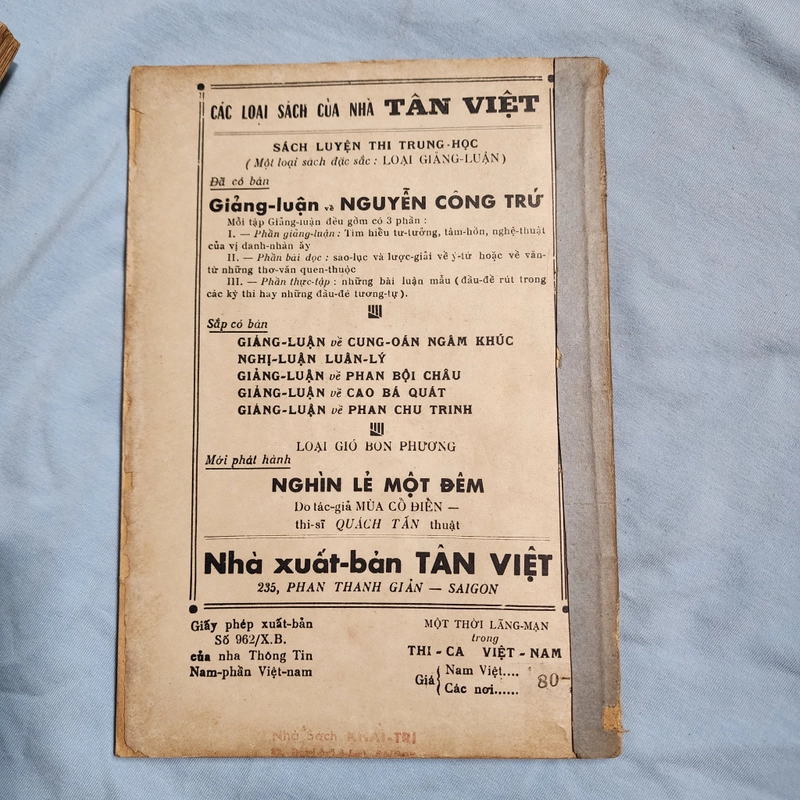 CÁC LOẠI SÁCH CỦA NHÀ TÂN VIỆT
SÁCH LUYỆN THI TRUNG-HỌC
( Một loại sách đặc sắc : LOẠI GIẢNG-LUẬN )
Đã có bán
Giảng-luận về NGUYỄN CÔNG TRỨ
Mỗi tập Giảng-luận đều gồm có 3 phần :
I. — Phần giảng-luận : Tìm hiểu tư-tưởng, tâm-hồn, nghệ-thuật
của vị danh-nhân ấy
II. — Phần bài đọc : sao-lục và lược-giải về ý-tứ hoặc về văn-
từ những thơ-văn quen-thuộc
III. — Phần thực-tập : những bài luận mẫu (đầu-đề rút trong
các kỳ thi hay những đầu-đề tương-tự ).
Sắp có bán
GIẢNG-LUẬN về CUNG-OÁN NGÂM KHÚC
NGHỊ-LUẬN LUÂN-LÝ
GIẢNG-LUẬN về PHAN BỘI CHÂU
GIẢNG-LUẬN về CAO BÁ QUÁT
GIẢNG-LUẬN về PHAN CHU TRINH
LOẠI GIÓ BỐN PHƯƠNG
Mới phát hành
NGHÌN LẺ MỘT ĐÊM
Do tác-giả MÙA CỔ ĐIỂN —
thi-sĩ QUÁCH TẤN thuật
Nhà xuất-bản TÂN VIỆT
235, PHAN THANH GIẢN — SAIGON
Giấy phép xuất-bản
Số 962/X.B.
của nha Thông Tin
Nam-phần Việt-nam
MỘT THỜI LÃNG-MẠN
trong
THI - CA VIỆT - NAM
Giá { Nam Việt....
Các nơi...... 80-
Nhà Sách KHAI-TRÍ